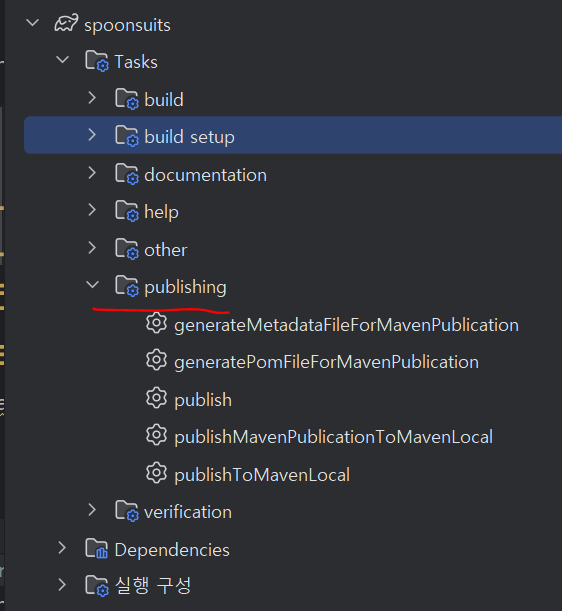 spoonsuits
Tasks
build
build setup
documentation
help
other
publishing
generateMetadataFileForMavenPublication
generatePomFileForMavenPublication
publish
publishMavenPublicationToMavenLocal
publishToMavenLocal
verification
Dependencies
실행 구성